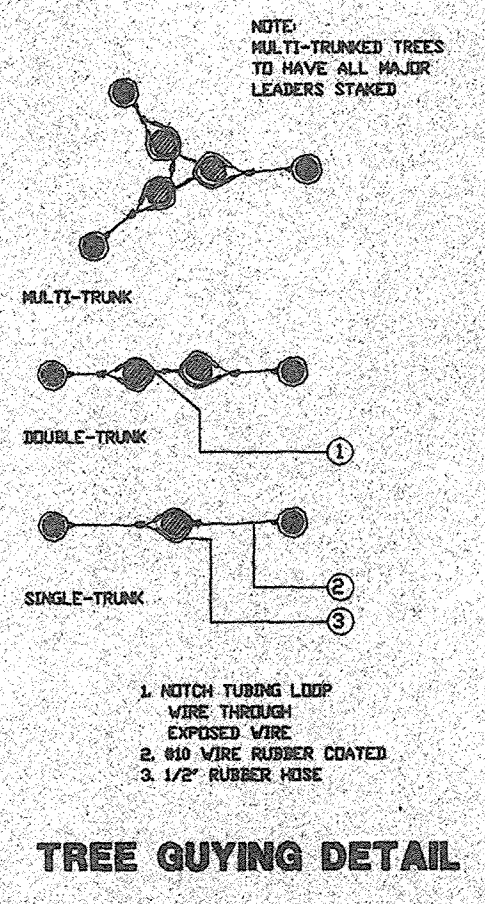 NOTE:
MULTI-TRUNKED TREES
TO HAVE ALL MAJOR
LEADERS STAKED
MULTI-TRUNK
DOUBLE-TRUNK
1
SINGLE-TRUNK
2
3
1. NOTCH TUBING LOOP
WIRE THROUGH
EXPOSED WIRE
2. #10 WIRE RUBBER COATED
3. 1/2" RUBBER HOSE
TREE GUYING DETAIL